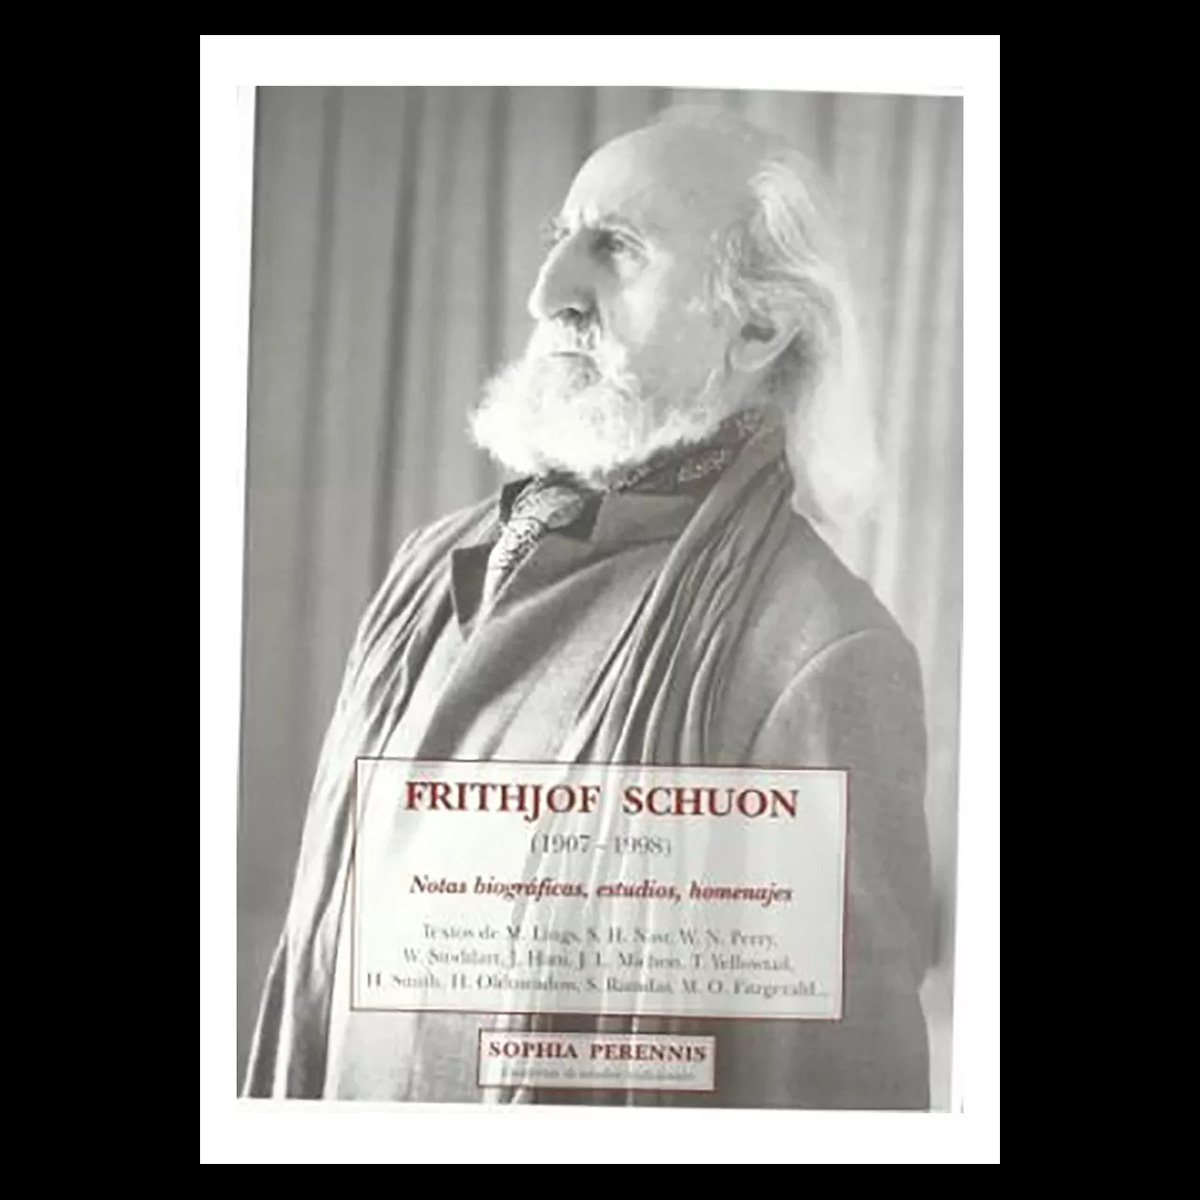 FRITHJOF SCHUON
(1907-1998)
Notas biográficas, estudios, homenajes
Textos de M. Lings, S. H. Nasr, W. N. Perry,
W. Stoddart, J. Hani, J. L. Michon, T. Yellowtail,
H. Smith, H. Oldmeadow, S. Ramdas, M. O. Fitzgerald...
SOPHIA PERENNIS